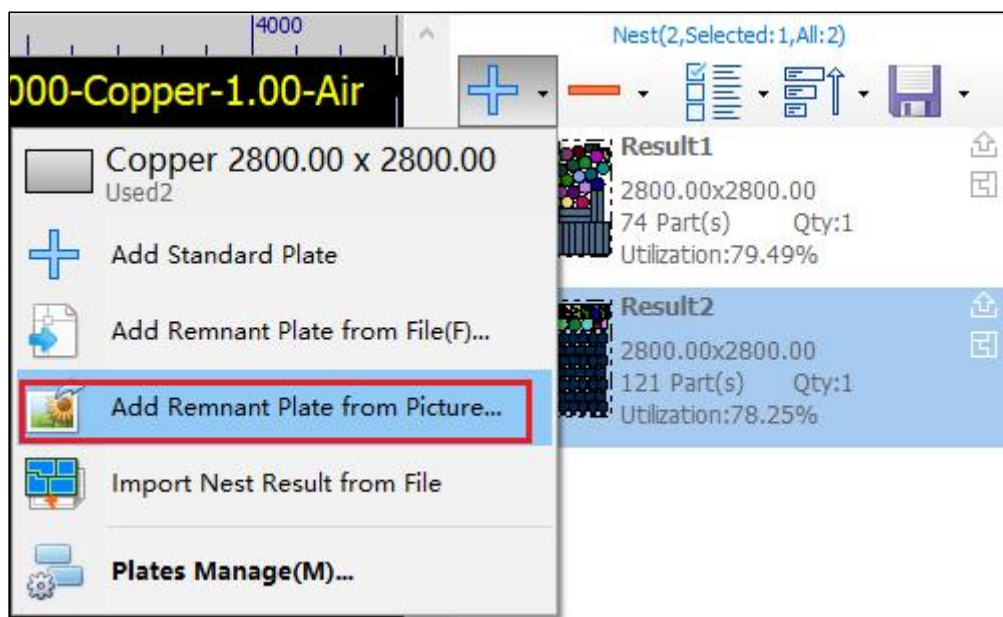 4000
Nest(2,Selected:1,All:2)
000-Copper-1.00-Air
Copper 2800.00 x 2800.00
Used2
Add Standard Plate
Add Remnant Plate from File(F)...
Add Remnant Plate from Picture...
Import Nest Result from File
Plates Manage(M)...
Result1
2800.00x2800.00
74 Part(s) Qty:1
Utilization:79.49%
Result2
2800.00x2800.00
121 Part(s) Qty:1
Utilization:78.25%